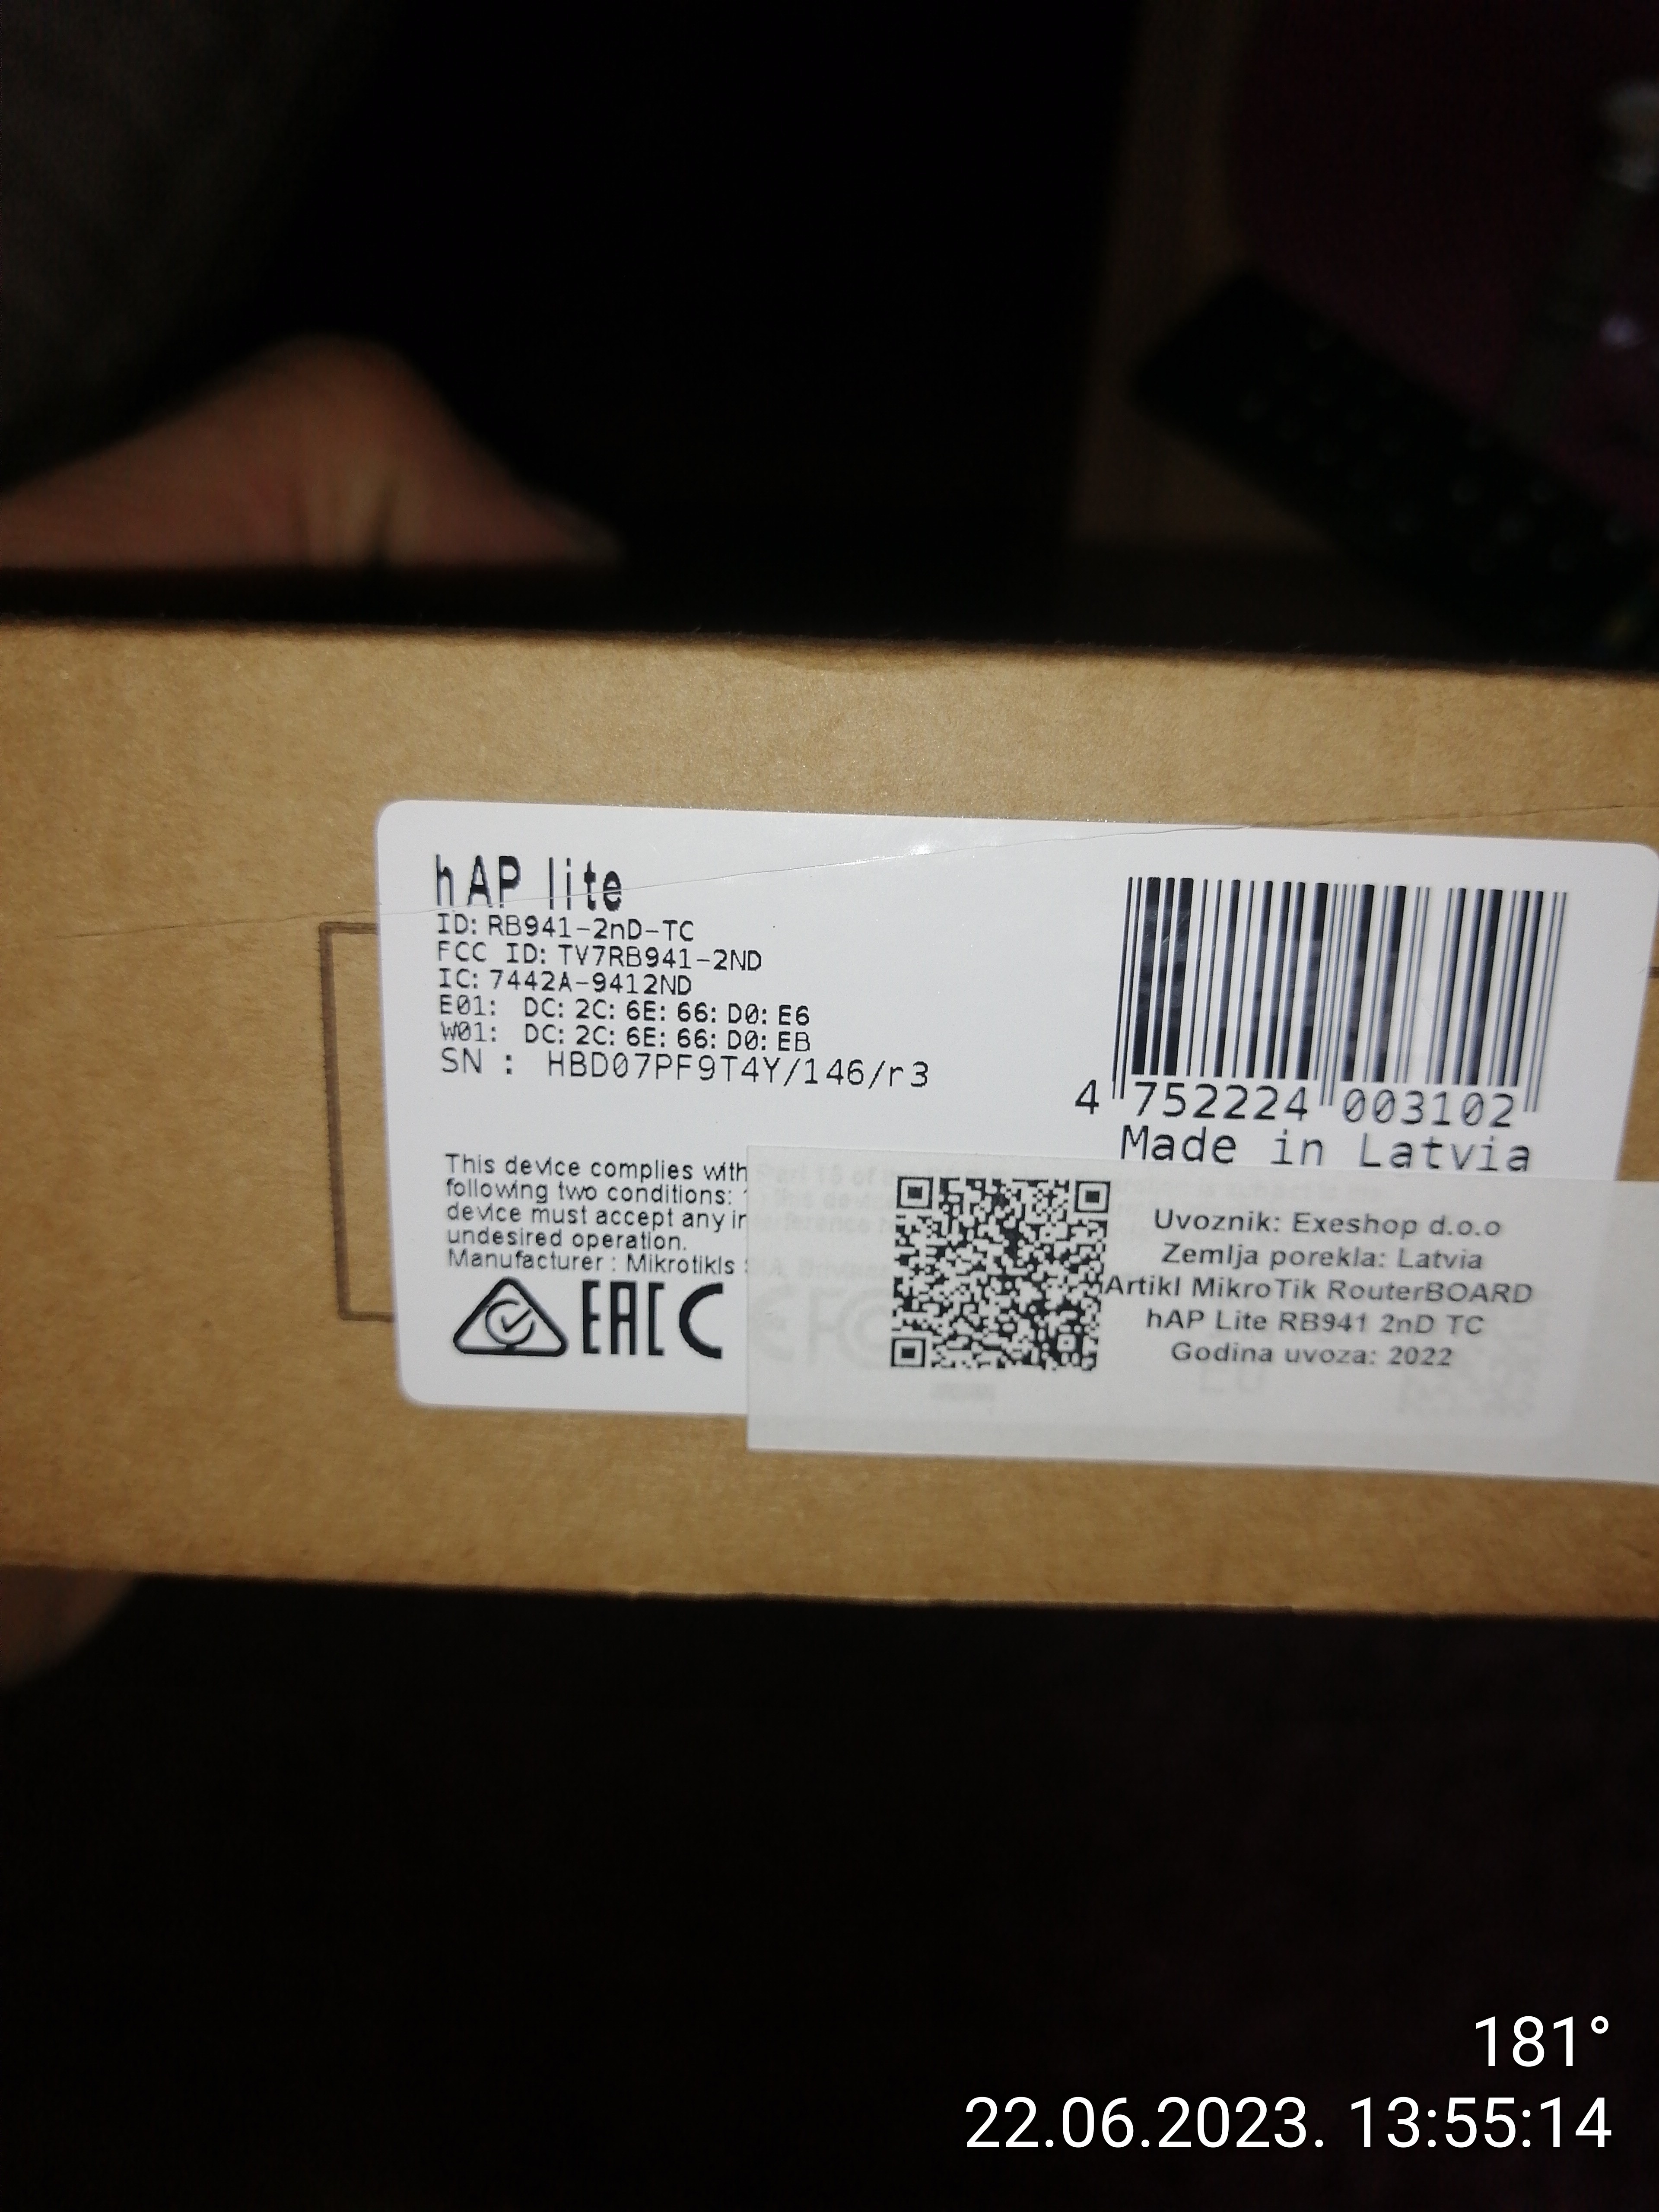 hAP lite
ID: RB941-2nD-TC
FCC ID: TV7RB941-2ND
IC: 7442A-9412ND
E01: DC: 2C: 6E: 66: D0: E6
W01: DC: 2C: 6E: 66: D0: EB
SN : HBD07PF9T4Y/146/r3
4 752224 003102
Made in Latvia
This device complies with
following two conditions:
device must accept any
undesired operation.
Manufacturer : Mikrotikls
EAC
Uvoznik: Exeshop d.o.o
Zemlja porekla: Latvia
Artikl MikroTik RouterBOARD
hAP Lite RB941 2nD TC
Godina uvoza: 2022
181°
22.06.2023. 13:55:14